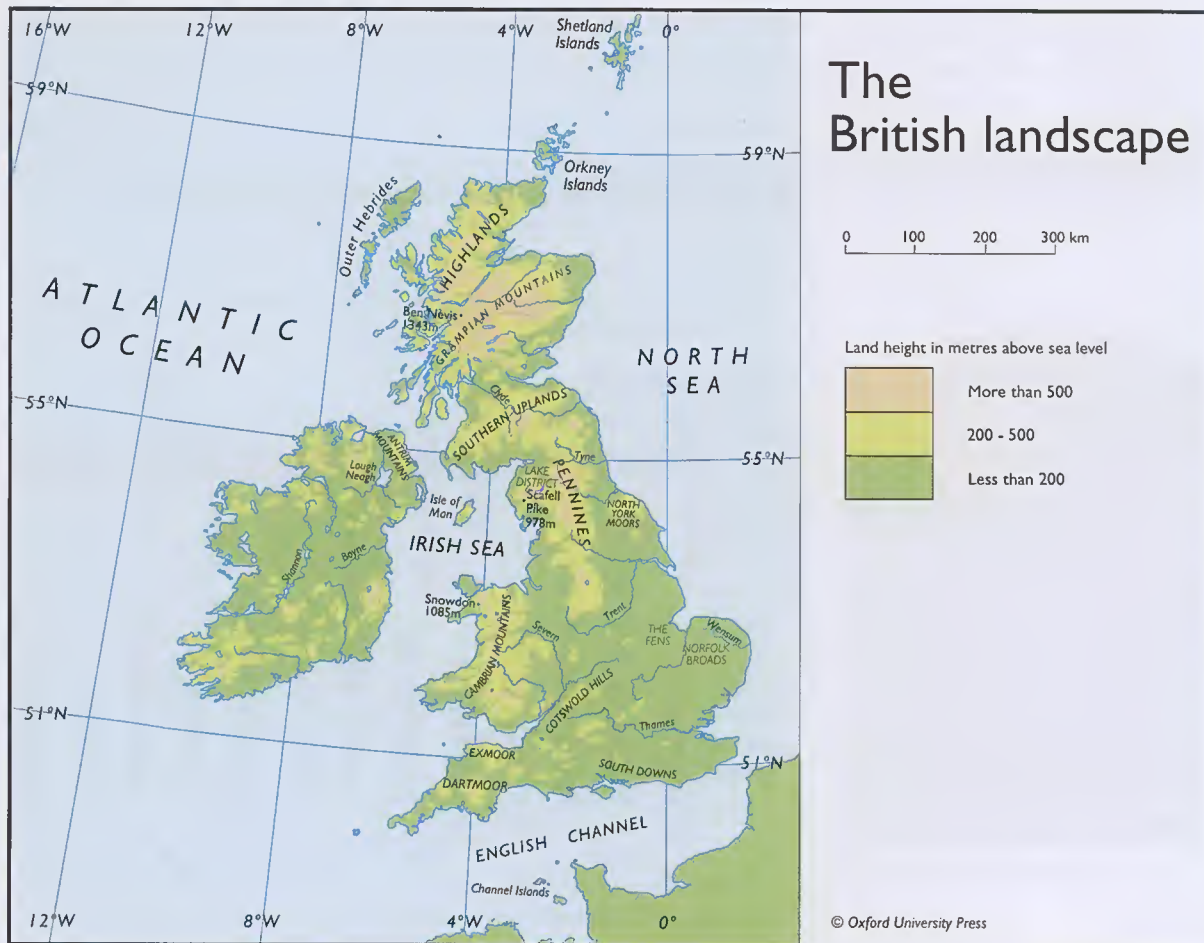 16°W
12°W
8°W
4°W
Shetland
Islands
0°
59°N
59°N
Orkney
Islands
Outer Hebrides
HIGHLANDS
GRAMPIAN MOUNTAINS
Ben Nevis
1343m
ATLANTIC
OCEAN
NORTH
SEA
55°N
55°N
Clyde
SOUTHERN UPLANDS
ANTRIM
MOUNTAINS
Lough
Neagh
Tyne
LAKE
DISTRICT
Scafell
Pike
978m
PENNINES
NORTH
YORK
MOORS
Isle of
Man
IRISH SEA
Shannon
Boyne
Snowdon
1085m
CAMBRIAN MOUNTAINS
Severn
Trent
THE
FENS
Wensum
NORFOLK
BROADS
COTSWOLD HILLS
Thames
51°N
51°N
EXMOOR
DARTMOOR
SOUTH DOWNS
ENGLISH CHANNEL
Channel Islands
12°W
8°W
4°W
0°
The
British landscape
0 100 200 300 km
Land height in metres above sea level
More than 500
200 - 500
Less than 200
© Oxford University Press